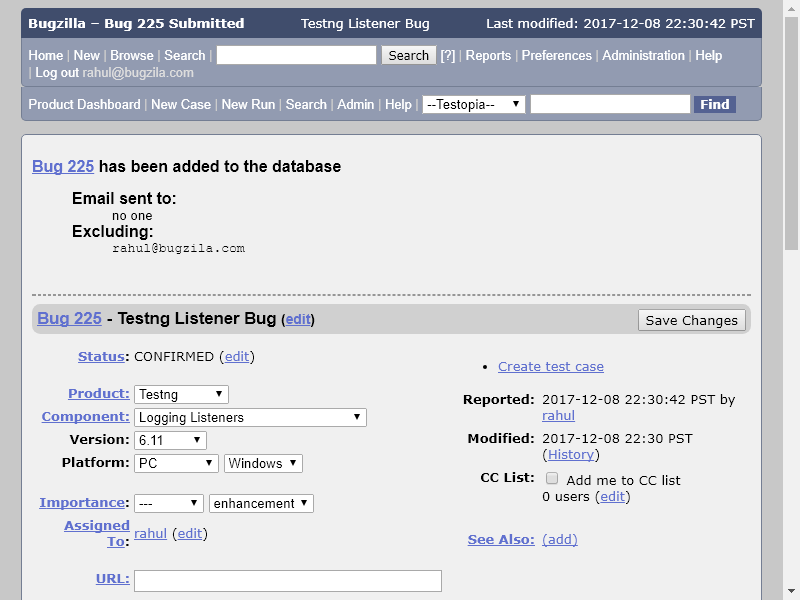 Bugzilla – Bug 225 Submitted Testng Listener Bug Last modified: 2017-12-08 22:30:42 PST
Home | New | Browse | Search | Search [?] | Reports | Preferences | Administration | Help
| Log out rahul@bugzila.com
Product Dashboard | New Case | New Run | Search | Admin | Help | --Testopia-- Find
Bug 225 has been added to the database
Email sent to:
no one
Excluding:
rahul@bugzila.com
Bug 225 - Testng Listener Bug (edit) Save Changes
Status: CONFIRMED (edit)
Product: Testng
Component: Logging Listeners
Version: 6.11
Platform: PC Windows
Importance: --- enhancement
Assigned
To: rahul (edit)
URL:
• Create test case
Reported: 2017-12-08 22:30:42 PST by
rahul
Modified: 2017-12-08 22:30 PST
(History)
CC List: Add me to CC list
0 users (edit)
See Also: (add)